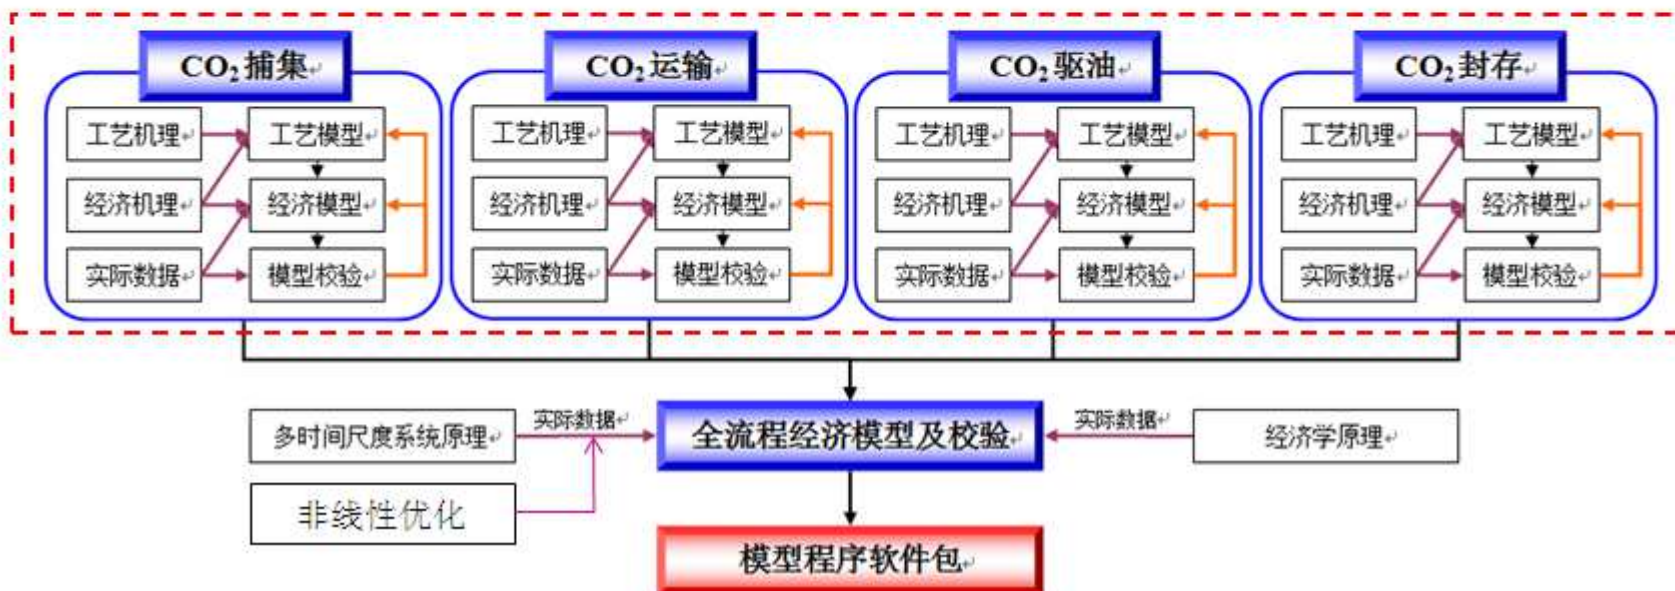 CO₂捕集
工艺机理
工艺模型
经济机理
经济模型
实际数据
模型校验
CO₂运输
工艺机理
工艺模型
经济机理
经济模型
实际数据
模型校验
CO₂驱油
工艺机理
工艺模型
经济机理
经济模型
实际数据
模型校验
CO₂封存
工艺机理
工艺模型
经济机理
经济模型
实际数据
模型校验
多时间尺度系统原理
实际数据
全流程经济模型及校验
实际数据
经济学原理
非线性优化
模型程序软件包